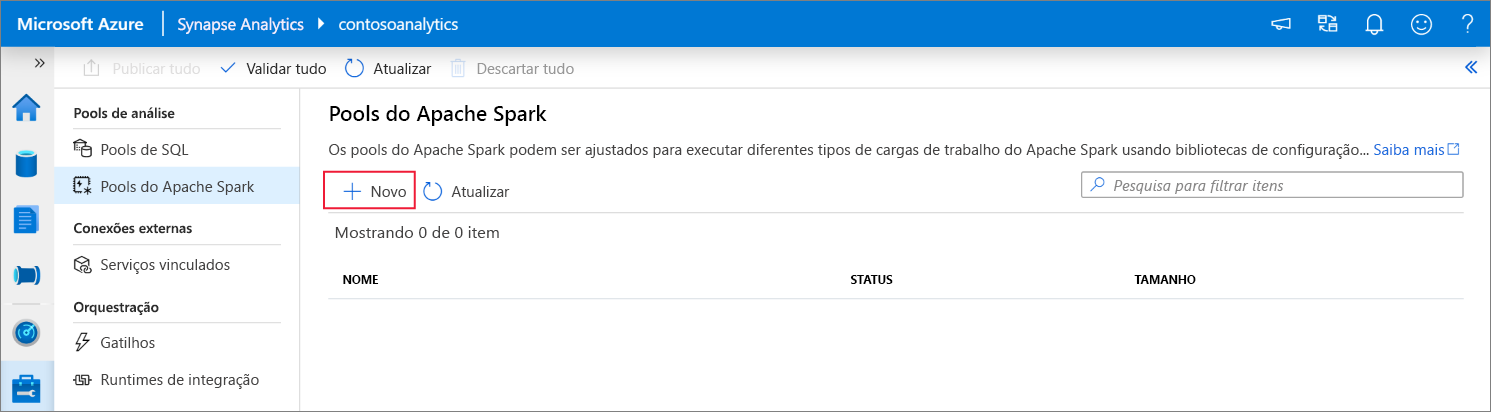 Microsoft Azure Synapse Analytics contosoanalytics
Publicar tudo Validar tudo Atualizar Descartar tudo
Pools de análise
Pools de SQL
Pools do Apache Spark
Conexões externas
Serviços vinculados
Orquestração
Gatilhos
Runtimes de integração
Pools do Apache Spark
Os pools do Apache Spark podem ser ajustados para executar diferentes tipos de cargas de trabalho do Apache Spark usando bibliotecas de configuração... Saiba mais
Novo Atualizar Pesquisa para filtrar itens
Mostrando 0 de 0 item
NOME STATUS TAMANHO